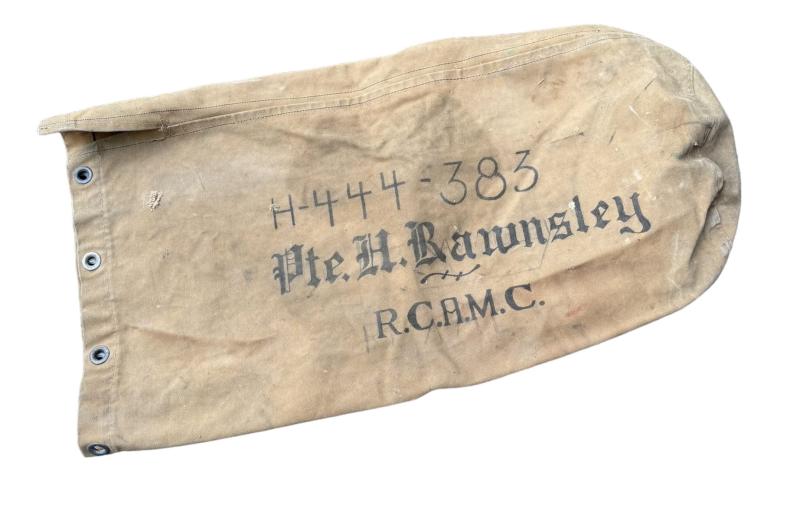 H-444-383
Pte. H. Rawnsley
R.C.A.M.C.